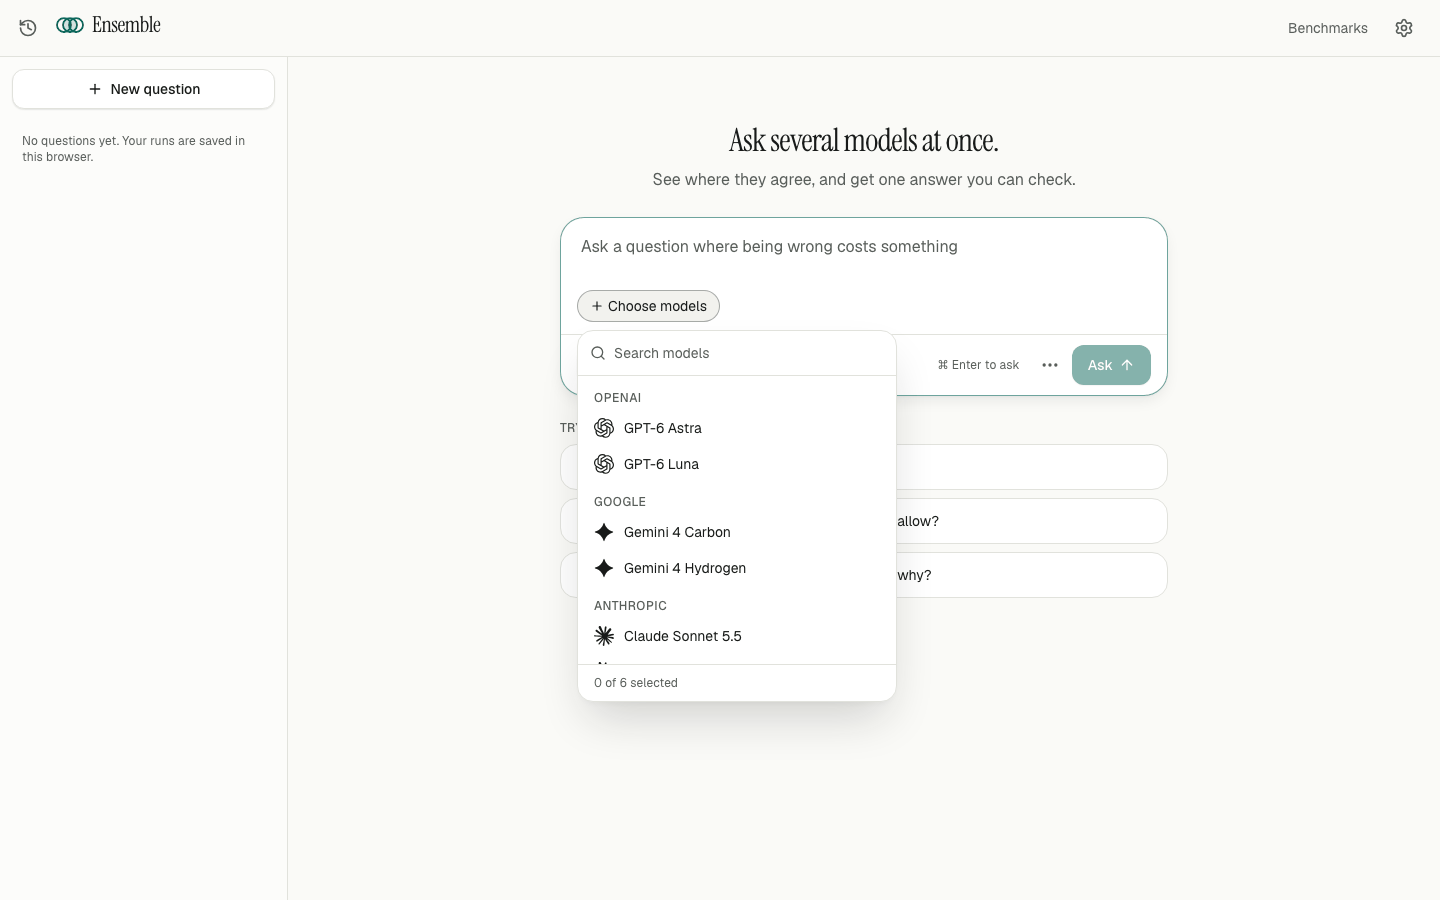 Ensemble
Benchmarks
New question
No questions yet. Your runs are saved in
this browser.
Ask several models at once.
See where they agree, and get one answer you can check.
Ask a question where being wrong costs something
Choose models
Search models
⌘ Enter to ask
Ask
OPENAI
GPT-6 Astra
GPT-6 Luna
GOOGLE
Gemini 4 Carbon
Gemini 4 Hydrogen
ANTHROPIC
Claude Sonnet 5.5
0 of 6 selected
allow?
why?